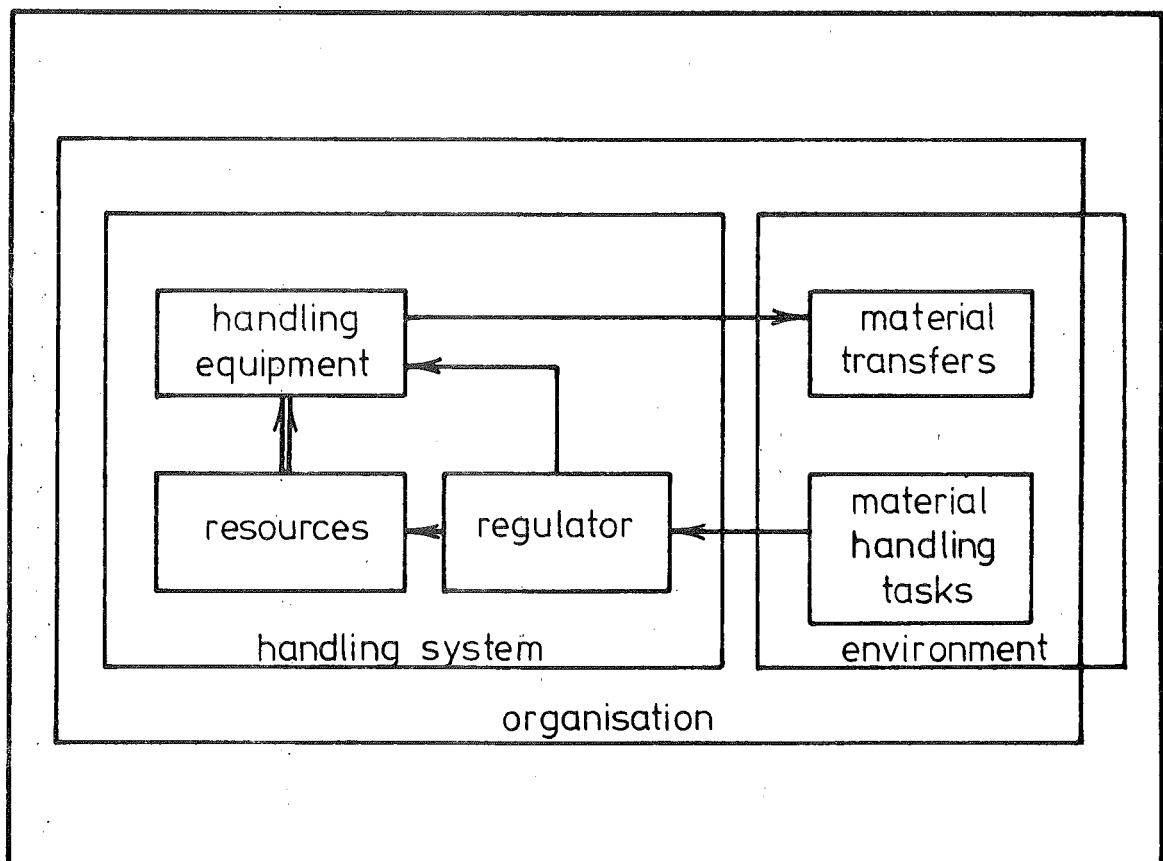 handling
equipment
material
transfers
resources
regulator
material
handling
tasks
handling system
environment
organisation